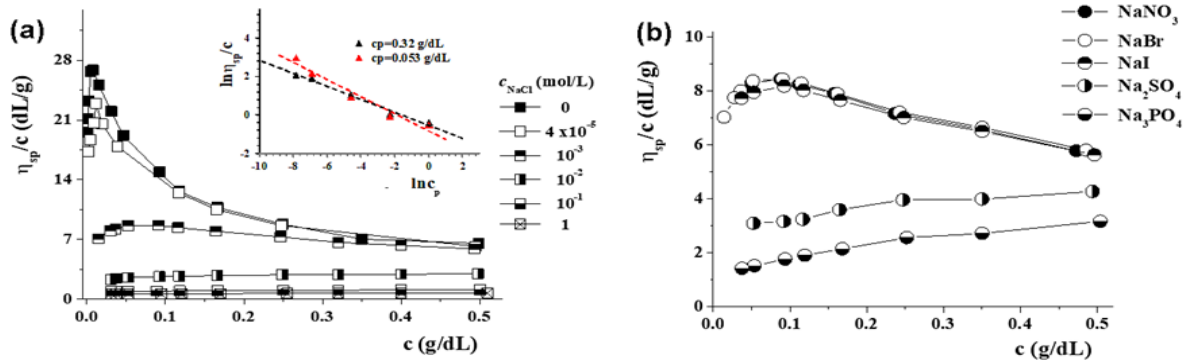 (a)
η_sp/c (dL/g)
28
21
14
7
0
0.0 0.1 0.2 0.3 0.4 0.5
c (g/dL)
lnη_sp/c
6
4
2
0
-2
-10 -8 -6 -4 -2 0 2
lnc_p
cp=0.32 g/dL
cp=0.053 g/dL
c_NaCl (mol/L)
0
4 x10^-5
10^-3
10^-2
10^-1
1
(b)
η_sp/c (dL/g)
10
8
6
4
2
0
0.0 0.1 0.2 0.3 0.4 0.5
c (g/dL)
NaNO₃
NaBr
NaI
Na₂SO₄
Na₃PO₄